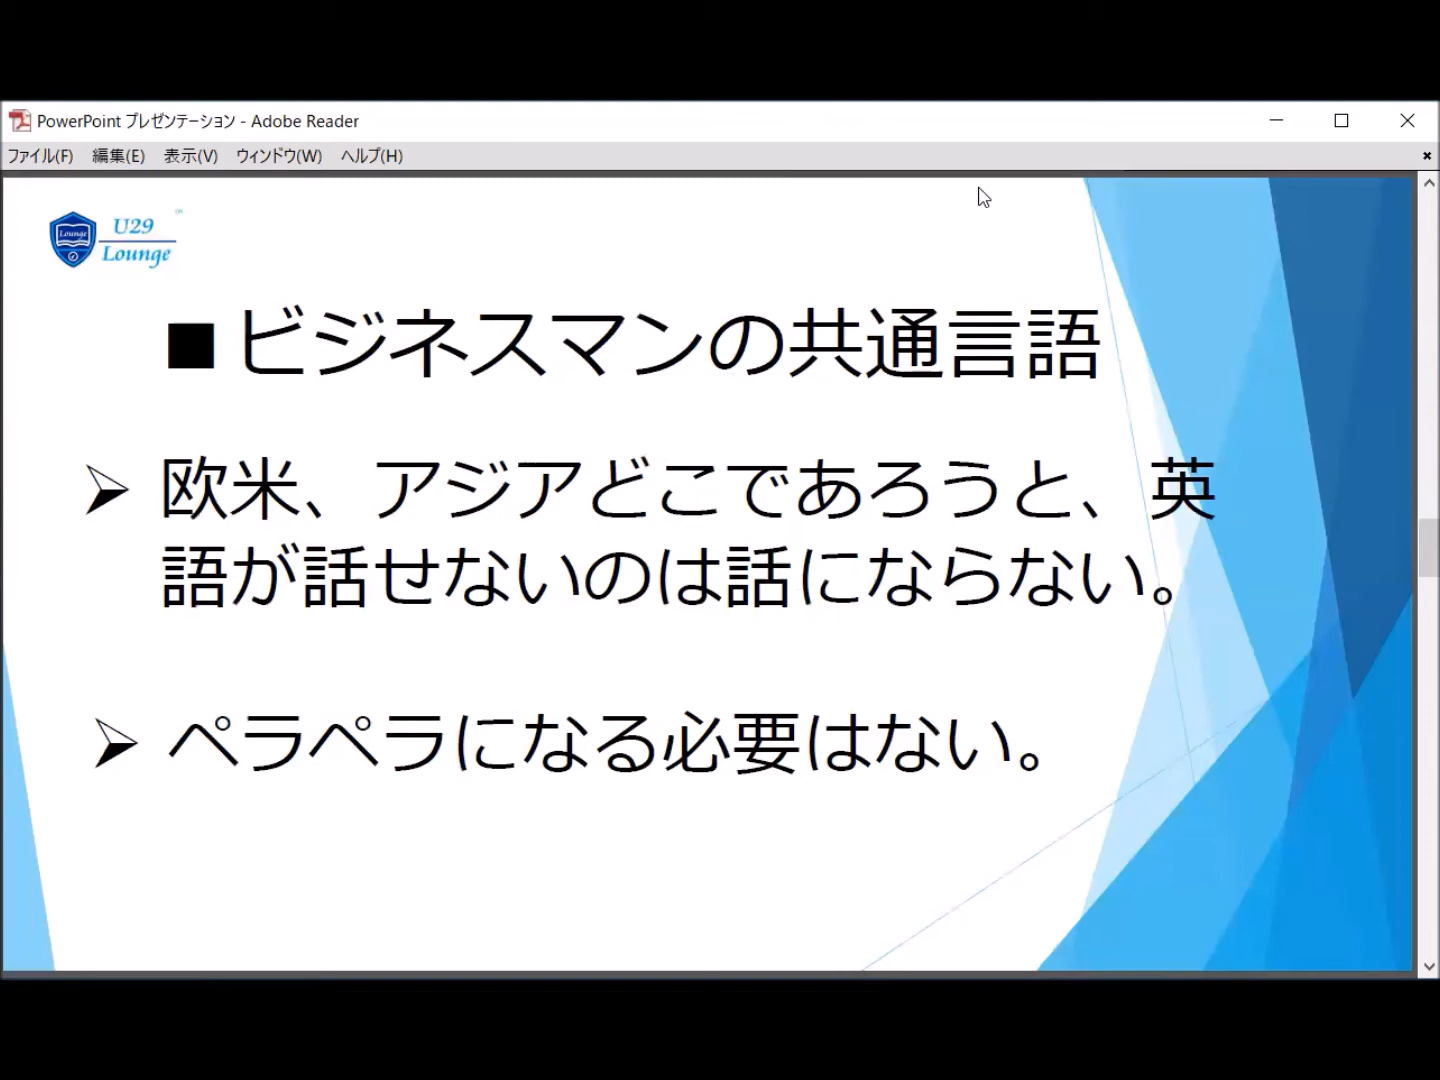 PowerPoint プレゼンテーション - Adobe Reader
ファイル(F) 編集(E) 表示(V) ウィンドウ(W) ヘルプ(H)
Lounge
U29
Lounge
■ビジネスマンの共通言語
➢ 欧米、アジアどこであろうと、英
語が話せないのは話にならない。
➢ ペラペラになる必要はない。